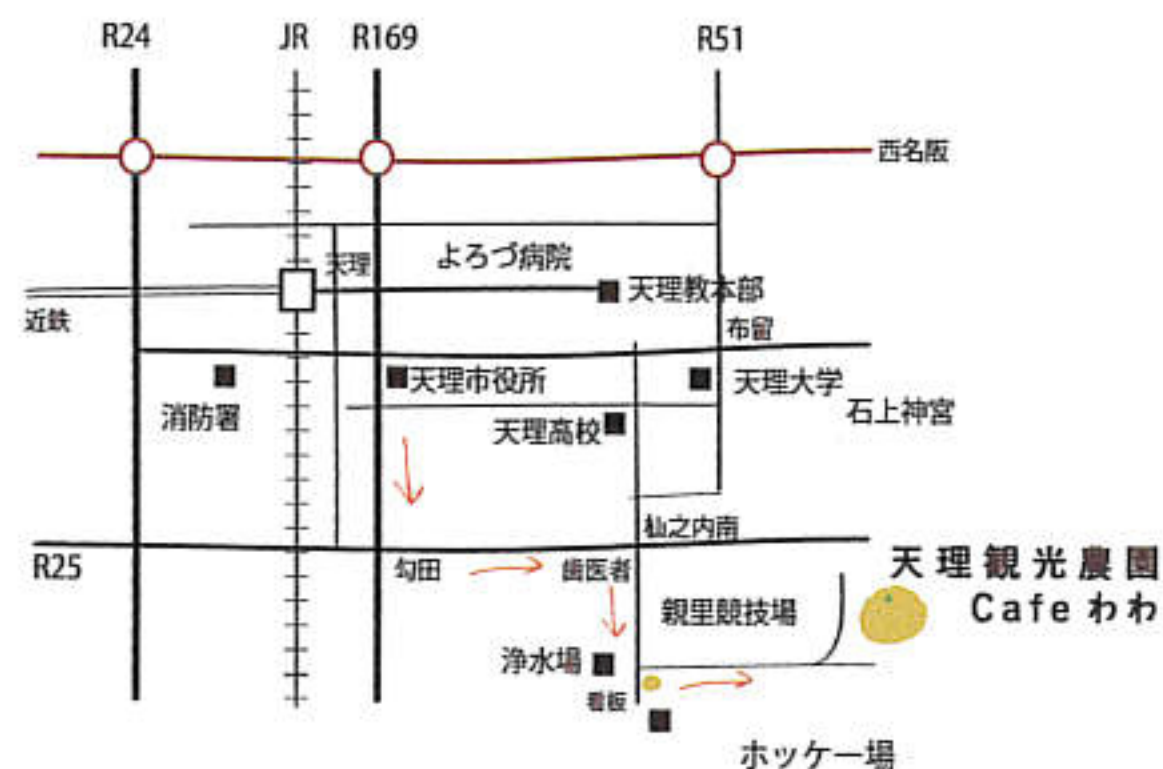 R24
JR
R169
R51
西名阪
天理
よろづ病院
天理教本部
近鉄
布留
天理市役所
天理大学
消防署
天理高校
石上神宮
杣之内南
R25
勾田
歯医者
天理観光農園
Cafe わわ
親里競技場
浄水場
看板
ホッケー場